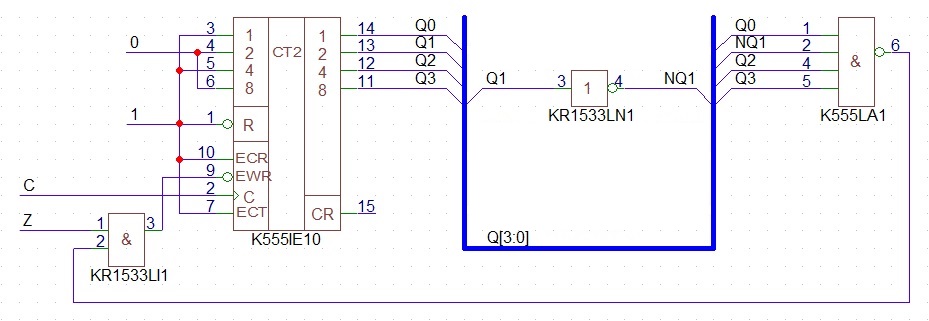 0
1
C
Z
3 1 CT2 1 14 Q0
4 2 2 13 Q1
5 4 4 12 Q2
6 8 8 11 Q3
1 R
10 ECR
9 EWR
2 C
7 ECT CR 15
K555IE10
1 & 3
2
KR1533LI1
Q1 3 1 4 NQ1
KR1533LN1
Q[3:0]
Q0 1 & 6
NQ1 2
Q2 4
Q3 5
K555LA1